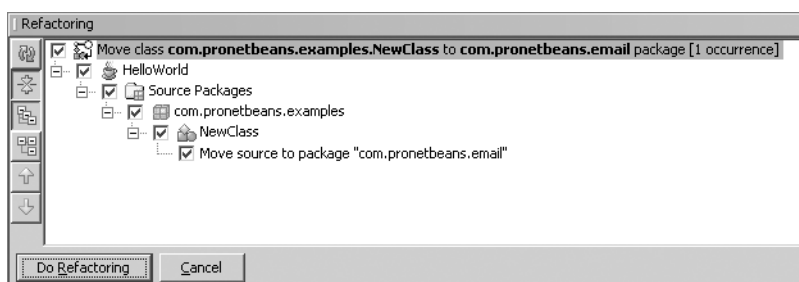 Refactoring
Move class com.pronetbeans.examples.NewClass to com.pronetbeans.email package [1 occurrence]
HelloWorld
Source Packages
com.pronetbeans.examples
NewClass
Move source to package "com.pronetbeans.email"
Do Refactoring Cancel